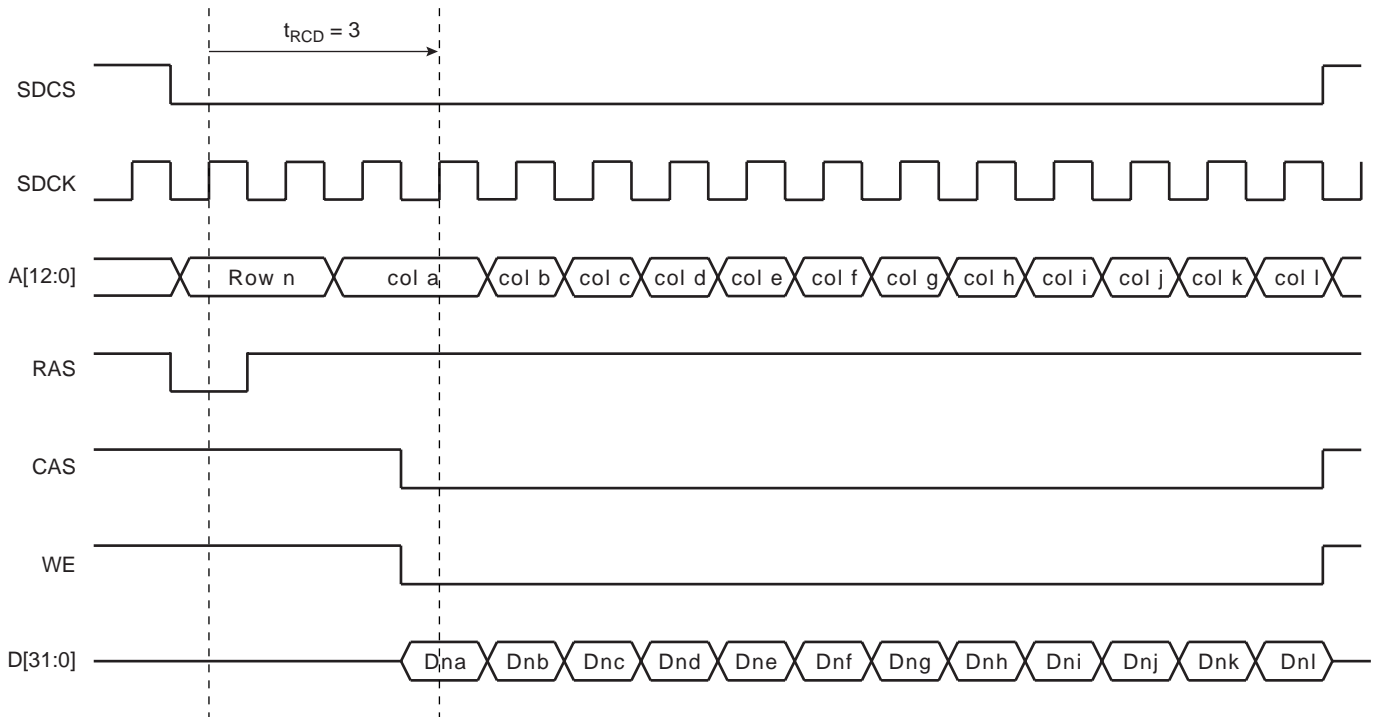 tRCD = 3
SDCS
SDCK
A[12:0] Row n col a col b col c col d col e col f col g col h col i col j col k col l
RAS
CAS
WE
D[31:0] Dna Dnb Dnc Dnd Dne Dnf Dng Dnh Dni Dnj Dnk Dnl